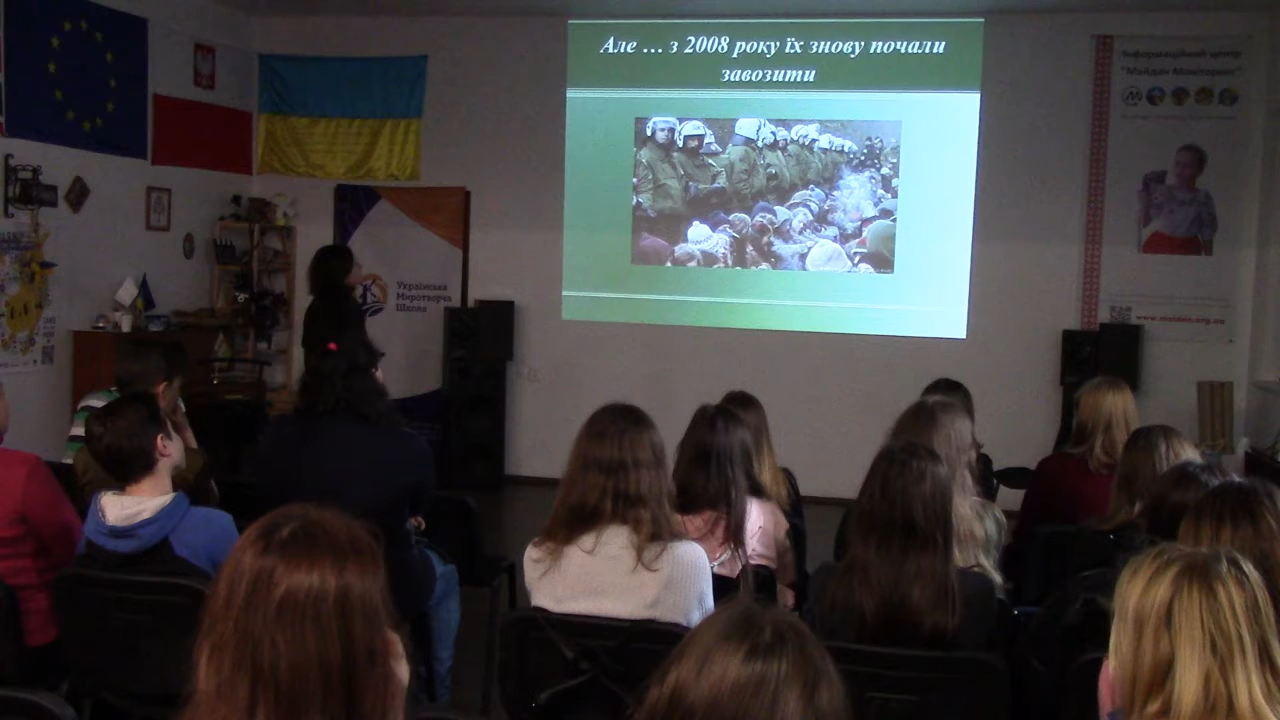 Але … з 2008 року їх знову почали
завозити
Українська
Миротворча
Школа
Інформаційний центр
"Майдан Моніторинг"
www.maidan.org.ua